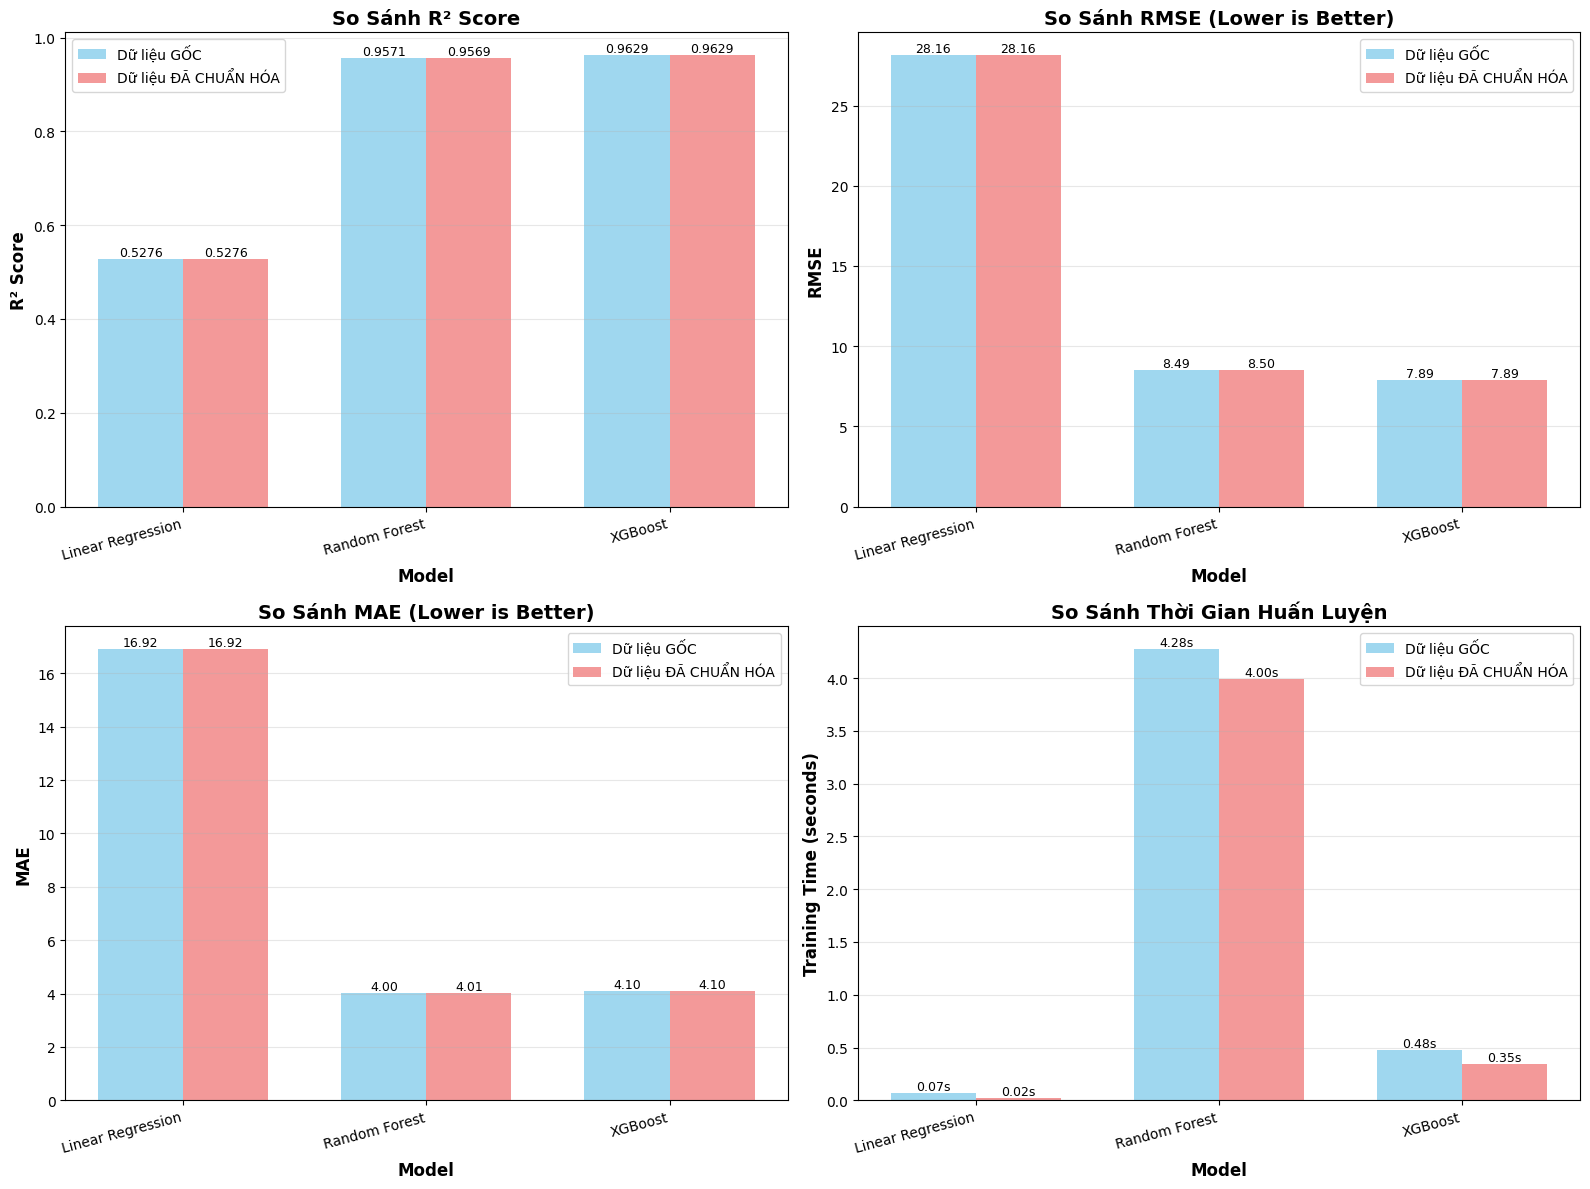 So Sánh R² Score
R² Score
1.0
0.8
0.6
0.4
0.2
0.0
Dữ liệu GỐC
Dữ liệu ĐÃ CHUẨN HÓA
0.5276
0.5276
0.9571
0.9569
0.9629
0.9629
Linear Regression
Random Forest
XGBoost
Model
So Sánh RMSE (Lower is Better)
RMSE
25
20
15
10
5
0
Dữ liệu GỐC
Dữ liệu ĐÃ CHUẨN HÓA
28.16
28.16
8.49
8.50
7.89
7.89
Linear Regression
Random Forest
XGBoost
Model
So Sánh MAE (Lower is Better)
MAE
16
14
12
10
8
6
4
2
0
Dữ liệu GỐC
Dữ liệu ĐÃ CHUẨN HÓA
16.92
16.92
4.00
4.01
4.10
4.10
Linear Regression
Random Forest
XGBoost
Model
So Sánh Thời Gian Huấn Luyện
Training Time (seconds)
4.0
3.5
3.0
2.5
2.0
1.5
1.0
0.5
0.0
Dữ liệu GỐC
Dữ liệu ĐÃ CHUẨN HÓA
0.07s
0.02s
4.28s
4.00s
0.48s
0.35s
Linear Regression
Random Forest
XGBoost
Model